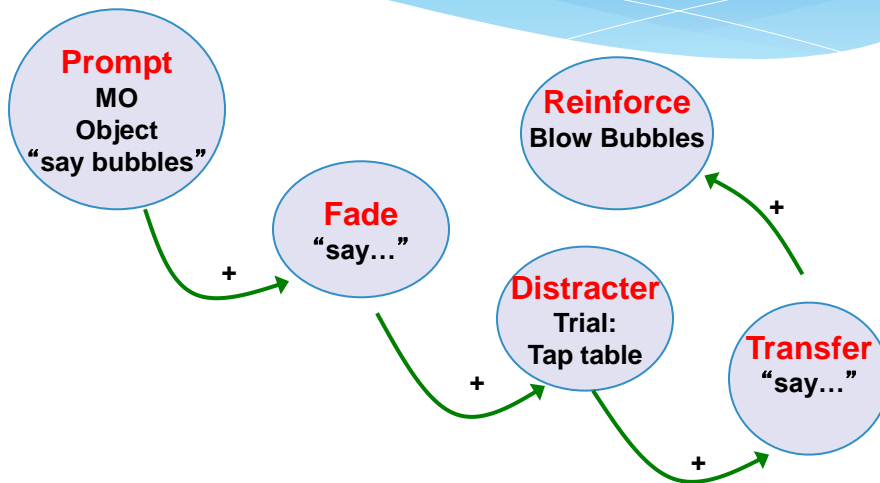 Prompt
MO
Object
“say bubbles”
+
Fade
“say…”
+
Distracter
Trial:
Tap table
+
Transfer
“say…”
+
Reinforce
Blow Bubbles